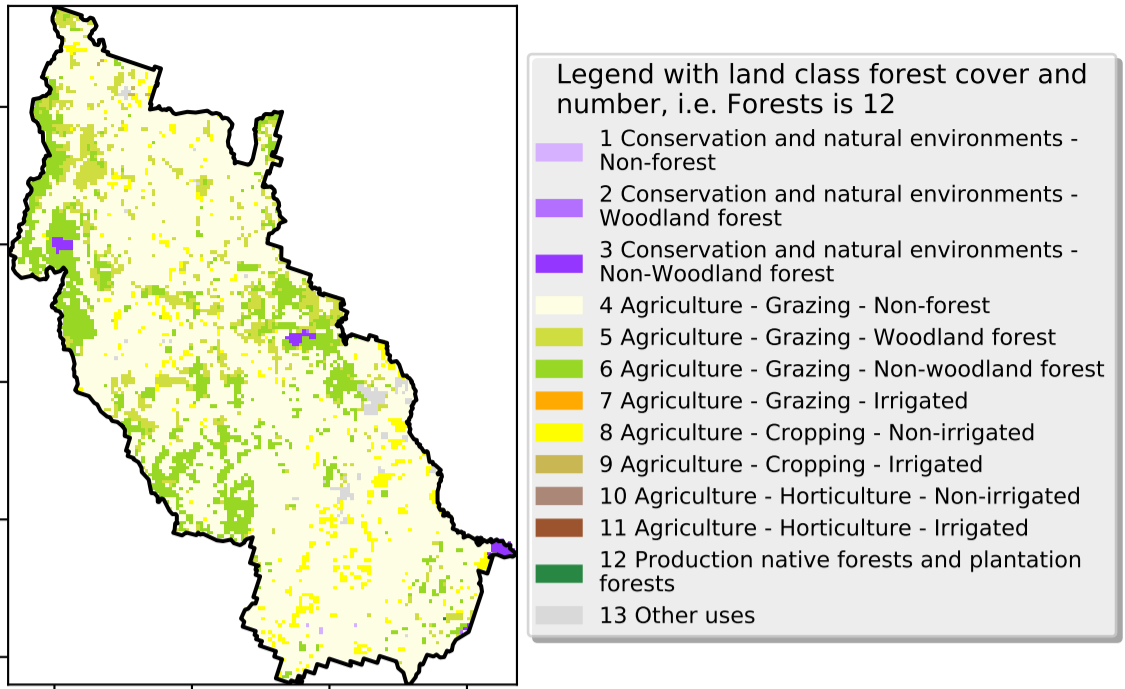 Legend with land class forest cover and
number, i.e. Forests is 12
1 Conservation and natural environments -
Non-forest
2 Conservation and natural environments -
Woodland forest
3 Conservation and natural environments -
Non-Woodland forest
4 Agriculture - Grazing - Non-forest
5 Agriculture - Grazing - Woodland forest
6 Agriculture - Grazing - Non-woodland forest
7 Agriculture - Grazing - Irrigated
8 Agriculture - Cropping - Non-irrigated
9 Agriculture - Cropping - Irrigated
10 Agriculture - Horticulture - Non-irrigated
11 Agriculture - Horticulture - Irrigated
12 Production native forests and plantation
forests
13 Other uses